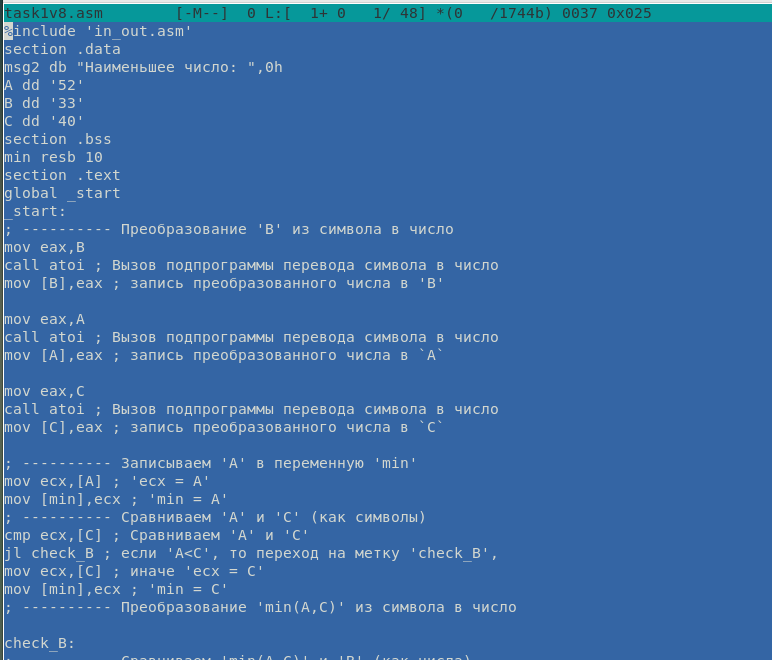 task1v8.asm        [-M--]  0 L:[  1+ 0   1/ 48] *(0   /1744b) 0037 0x025
%include 'in_out.asm'
section .data
msg2 db "Наименьшее число: ",0h
A dd '52'
B dd '33'
C dd '40'
section .bss
min resb 10
section .text
global _start
_start:
; ---------- Преобразование 'B' из символа в число
mov eax,B
call atoi ; Вызов подпрограммы перевода символа в число
mov [B],eax ; запись преобразованного числа в 'B'

mov eax,A
call atoi ; Вызов подпрограммы перевода символа в число
mov [A],eax ; запись преобразованного числа в `A`

mov eax,C
call atoi ; Вызов подпрограммы перевода символа в число
mov [C],eax ; запись преобразованного числа в `C`

; ---------- Записываем 'A' в переменную 'min'
mov ecx,[A] ; 'ecx = A'
mov [min],ecx ; 'min = A'
; ---------- Сравниваем 'A' и 'С' (как символы)
cmp ecx,[C] ; Сравниваем 'A' и 'С'
jl check_B ; если 'A<C', то переход на метку 'check_B',
mov ecx,[C] ; иначе 'ecx = C'
mov [min],ecx ; 'min = C'
; ---------- Преобразование 'min(A,C)' из символа в число

check_B:
; ---------- Сравниваем 'min(A,C)' и 'B' (как числа)